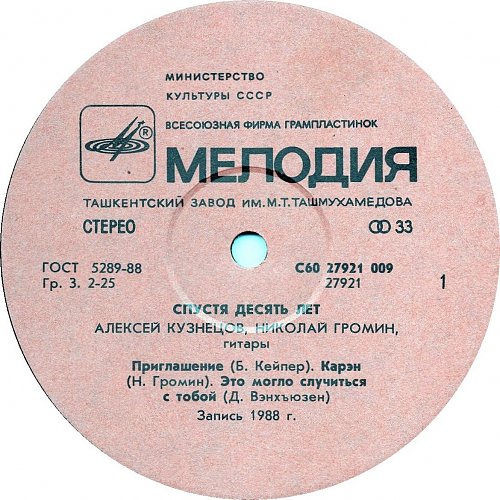 МИНИСТЕРСТВО
КУЛЬТУРЫ СССР
®
ВСЕСОЮЗНАЯ ФИРМА ГРАМПЛАСТИНОК
МЕЛОДИЯ
ТАШКЕНТСКИЙ ЗАВОД ИМ.М.Т.ТАШМУХАМЕДОВА
СТЕРЕО 33
ГОСТ 5289-88 С60 27921 009
Гр. 3. 2-25 27921 1
СПУСТЯ ДЕСЯТЬ ЛЕТ
АЛЕКСЕЙ КУЗНЕЦОВ, НИКОЛАЙ ГРОМИН,
гитары
Приглашение (Б. Кейпер). Карэн
(Н. Громин). Это могло случиться
с тобой (Д. Вэнхъюзен)
Запись 1988 г.